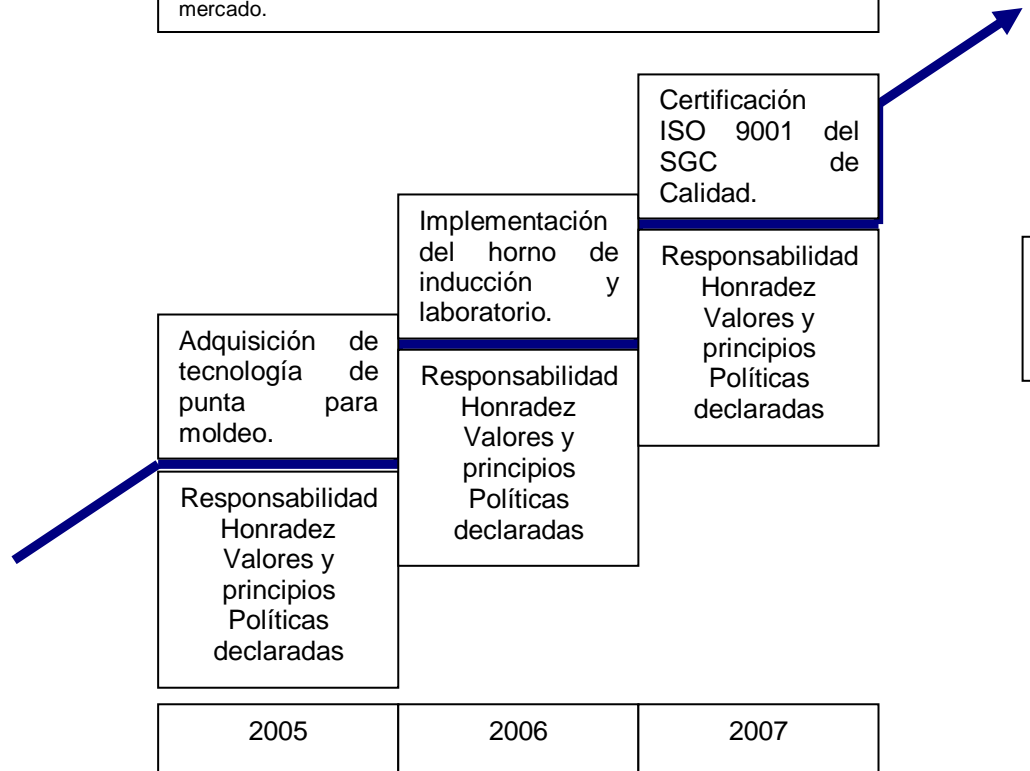 mercado.
Certificación
ISO 9001 del
SGC de
Calidad.
Implementación
del horno de
inducción y
laboratorio.
Responsabilidad
Honradez
Valores y
principios
Políticas
declaradas
Adquisición de
tecnología de
punta para
moldeo.
Responsabilidad
Honradez
Valores y
principios
Políticas
declaradas
Responsabilidad
Honradez
Valores y
principios
Políticas
declaradas
2005 2006 2007